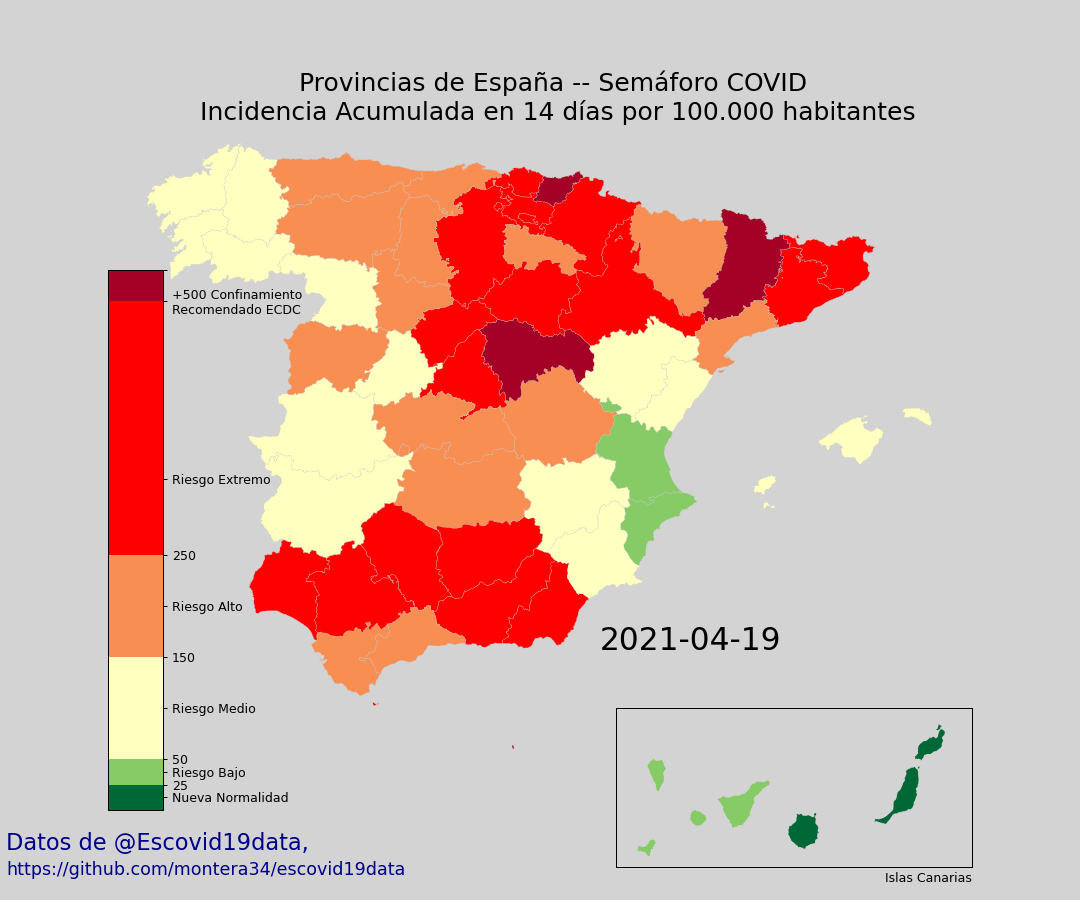 Provincias de España -- Semáforo COVID
Incidencia Acumulada en 14 días por 100.000 habitantes
+500 Confinamiento
Recomendado ECDC
Riesgo Extremo
250
Riesgo Alto
150
Riesgo Medio
50
Riesgo Bajo
25
Nueva Normalidad
2021-04-19
Islas Canarias
Datos de @Escovid19data,
https://github.com/montera34/escovid19data